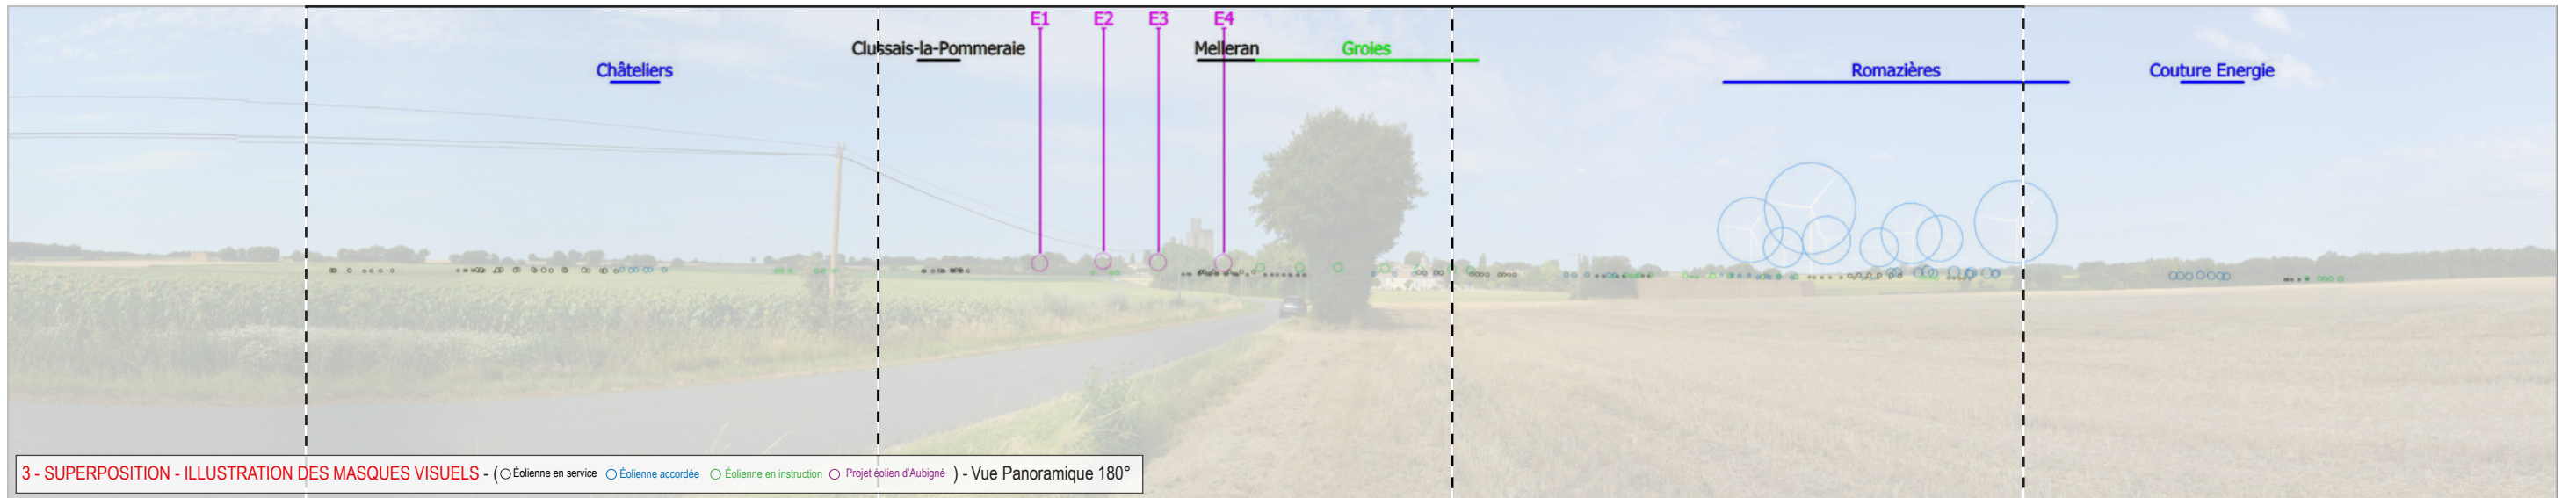 E1 E2 E3 E4
Clussais-la-Pommeraie Melleran Groies
Châteliers Romazières Couture Energie
3 - SUPERPOSITION - ILLUSTRATION DES MASQUES VISUELS - ( Éolienne en service Éolienne accordée Éolienne en instruction Projet éolien d'Aubigné ) - Vue Panoramique 180°